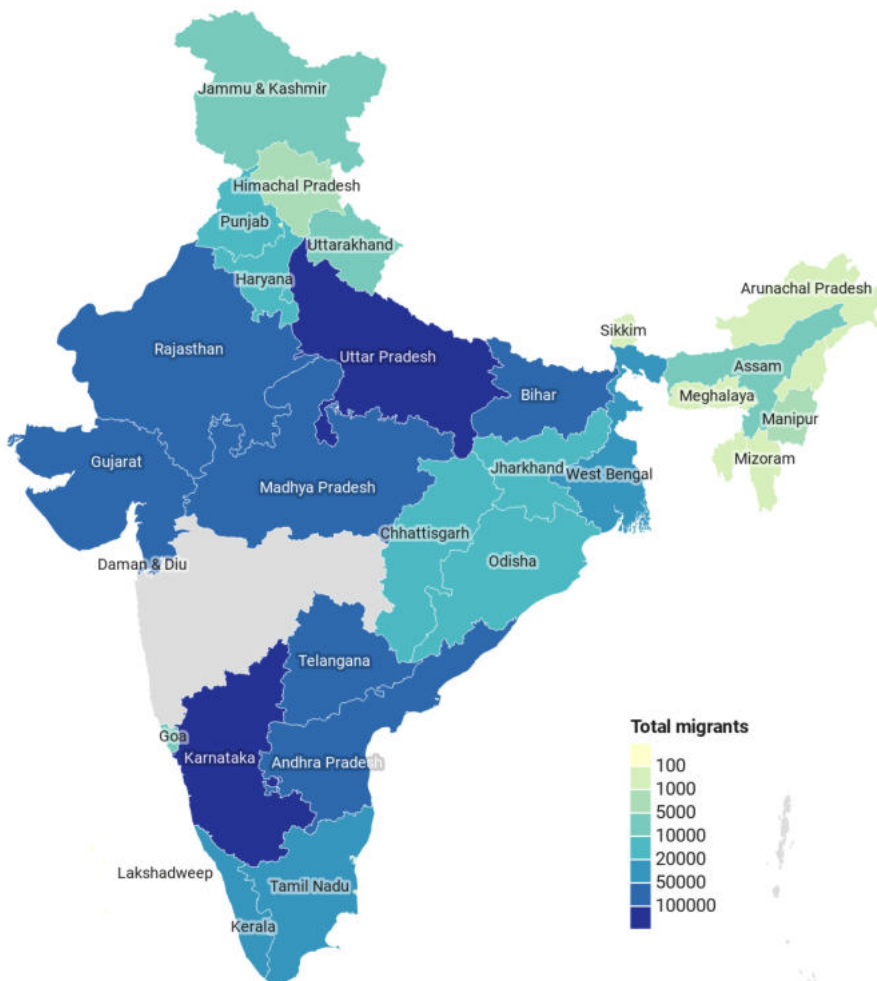 Jammu & Kashmir
Himachal Pradesh
Punjab
Uttarakhand
Haryana
Arunachal Pradesh
Sikkim
Rajasthan
Uttar Pradesh
Assam
Bihar
Meghalaya
Manipur
Gujarat
Mizoram
Jharkhand
West Bengal
Madhya Pradesh
Chhattisgarh
Daman & Diu
Odisha
Telangana
Total migrants
Goa
Karnataka
Andhra Pradesh
100
1000
5000
10000
20000
50000
100000
Lakshadweep
Tamil Nadu
Kerala